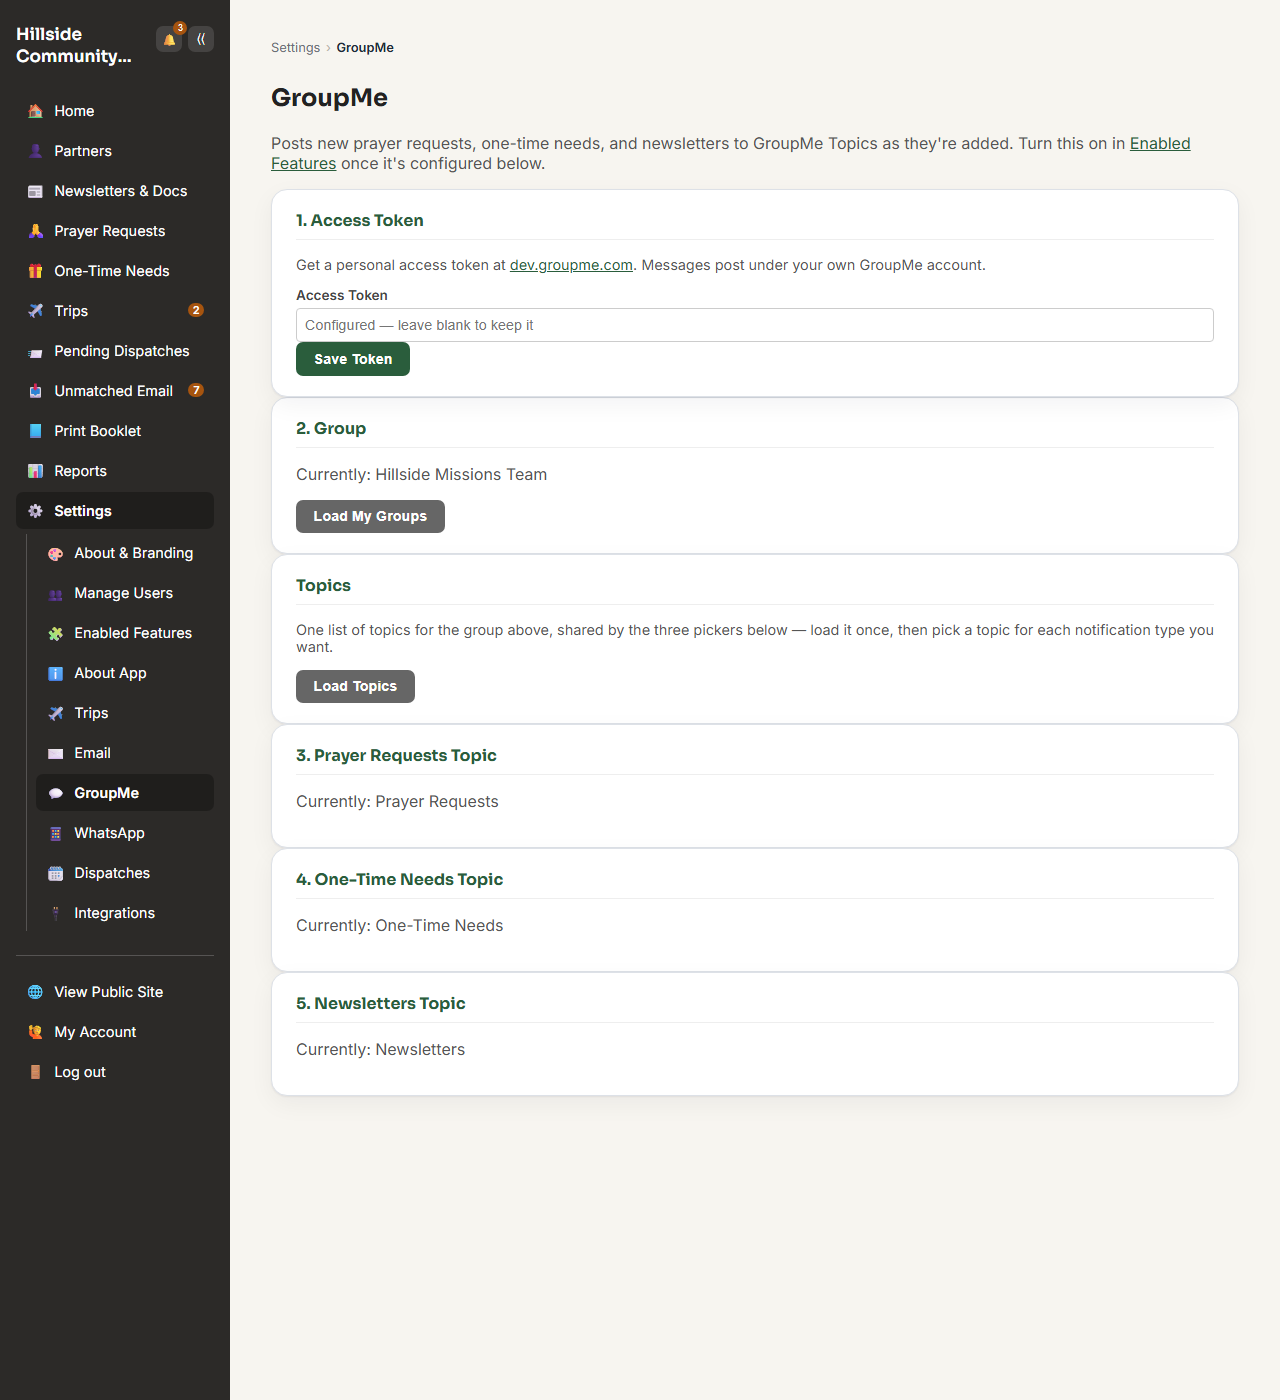 Hillside
Community...
3
Home
Partners
Newsletters & Docs
Prayer Requests
One-Time Needs
Trips 2
Pending Dispatches
Unmatched Email 7
Print Booklet
Reports
Settings
About & Branding
Manage Users
Enabled Features
About App
Trips
Email
GroupMe
WhatsApp
Dispatches
Integrations
View Public Site
My Account
Log out
Settings › GroupMe
GroupMe
Posts new prayer requests, one-time needs, and newsletters to GroupMe Topics as they're added. Turn this on in Enabled
Features once it's configured below.
1. Access Token
Get a personal access token at dev.groupme.com. Messages post under your own GroupMe account.
Access Token
Configured — leave blank to keep it
Save Token
2. Group
Currently: Hillside Missions Team
Load My Groups
Topics
One list of topics for the group above, shared by the three pickers below — load it once, then pick a topic for each notification type you
want.
Load Topics
3. Prayer Requests Topic
Currently: Prayer Requests
4. One-Time Needs Topic
Currently: One-Time Needs
5. Newsletters Topic
Currently: Newsletters